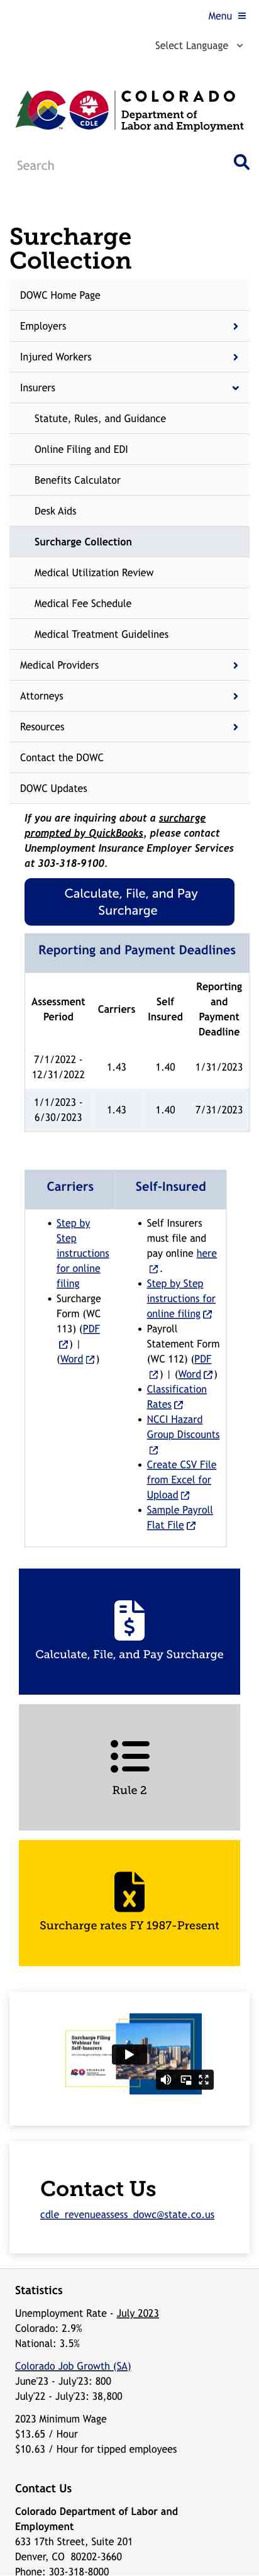 Menu
Select Language
COLORADO
Department of
Labor and Employment
CDLE
Search
Surcharge
Collection
DOWC Home Page
Employers
Injured Workers
Insurers
Statute, Rules, and Guidance
Online Filing and EDI
Benefits Calculator
Desk Aids
Surcharge Collection
Medical Utilization Review
Medical Fee Schedule
Medical Treatment Guidelines
Medical Providers
Attorneys
Resources
Contact the DOWC
DOWC Updates
If you are inquiring about a surcharge
prompted by QuickBooks, please contact
Unemployment Insurance Employer Services
at 303-318-9100.
Calculate, File, and Pay
Surcharge
Reporting and Payment Deadlines
Assessment Period Carriers Self Insured Reporting and Payment Deadline
7/1/2022 - 12/31/2022 1.43 1.40 1/31/2023
1/1/2023 - 6/30/2023 1.43 1.40 7/31/2023
Carriers
Step by
Step
instructions
for online
filing
Surcharge
Form (WC
113) (PDF
) |
(Word )
Self-Insured
Self Insurers
must file and
pay online here
.
Step by Step
instructions for
online filing
Payroll
Statement Form
(WC 112) (PDF
) | (Word )
Classification
Rates
NCCI Hazard
Group Discounts
Create CSV File
from Excel for
Upload
Sample Payroll
Flat File
Calculate, File, and Pay Surcharge
Rule 2
Surcharge rates FY 1987-Present
Surcharge Filing
Webinar for
Self-Insurers
Contact Us
cdle_revenueassess_dowc@state.co.us
Statistics
Unemployment Rate - July 2023
Colorado: 2.9%
National: 3.5%
Colorado Job Growth (SA)
June'23 - July'23: 800
July'22 - July'23: 38,800
2023 Minimum Wage
$13.65 / Hour
$10.63 / Hour for tipped employees
Contact Us
Colorado Department of Labor and
Employment
633 17th Street, Suite 201
Denver, CO 80202-3660
Phone: 303-318-8000